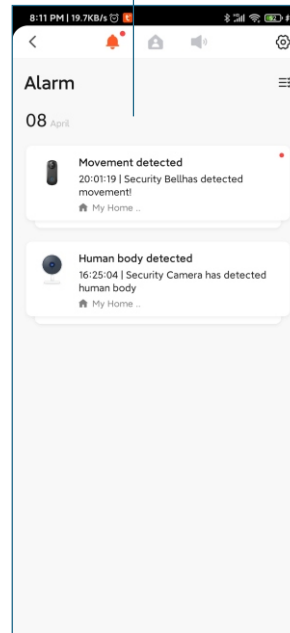 8:11 PM | 19.7KB/s
Alarm
08 April
Movement detected
20:01:19 | Security Bellhas detected
movement!
My Home ..
Human body detected
16:25:04 | Security Camera has detected
human body
My Home ..